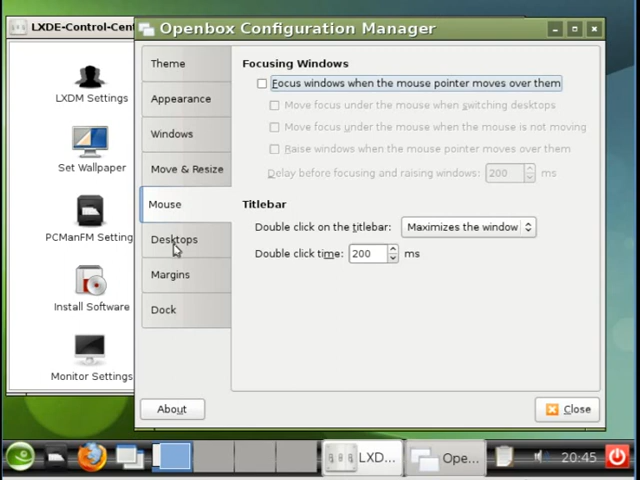 LXDE-Control-Cent
Openbox Configuration Manager
LXDM Settings
Set Wallpaper
PCManFM Setting
Install Software
Monitor Settings
Theme
Appearance
Windows
Move & Resize
Mouse
Desktops
Margins
Dock
Focusing Windows
Focus windows when the mouse pointer moves over them
Move focus under the mouse when switching desktops
Move focus under the mouse when the mouse is not moving
Raise windows when the mouse pointer moves over them
Delay before focusing and raising windows: 200 ms
Titlebar
Double click on the titlebar: Maximizes the window
Double click time: 200 ms
About
Close
LXD...
Ope...
20:45